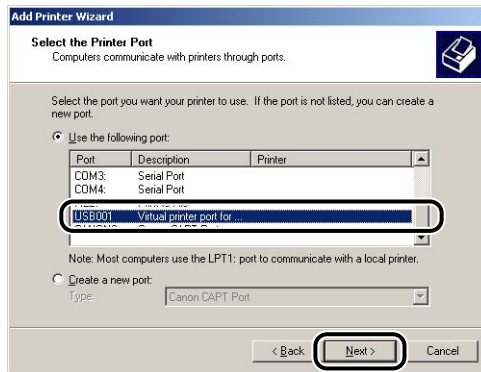 Add Printer Wizard
Select the Printer Port
Computers communicate with printers through ports.
Select the port you want your printer to use. If the port is not listed, you can create a
new port.
Use the following port:
Port Description Printer
COM3: Serial Port
COM4: Serial Port
USB001 Virtual printer port for ...
Note: Most computers use the LPT1: port to communicate with a local printer.
Create a new port:
Type: Canon CAPT Port
< Back Next > Cancel